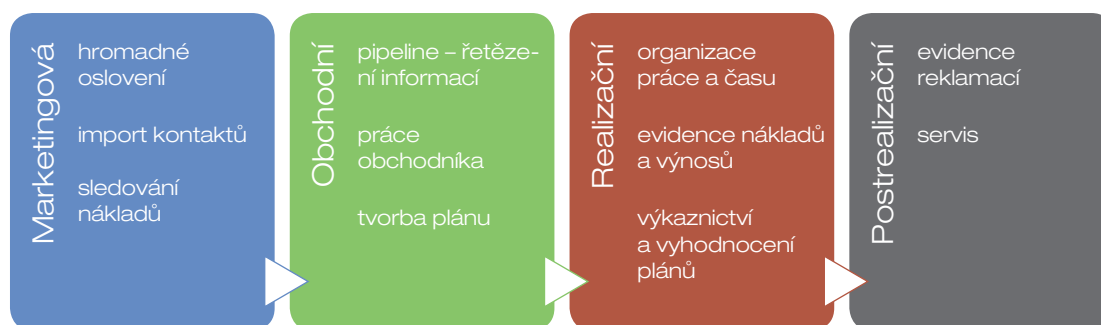 Marketingová
hromadné
oslovení
import kontaktů
sledování
nákladů
Obchodní
pipeline – řetěze-
ní informací
práce
obchodníka
tvorba plánu
Realizační
organizace
práce a času
evidence nákladů
a výnosů
výkaznictví
a vyhodnocení
plánů
Postrealizační
evidence
reklamací
servis